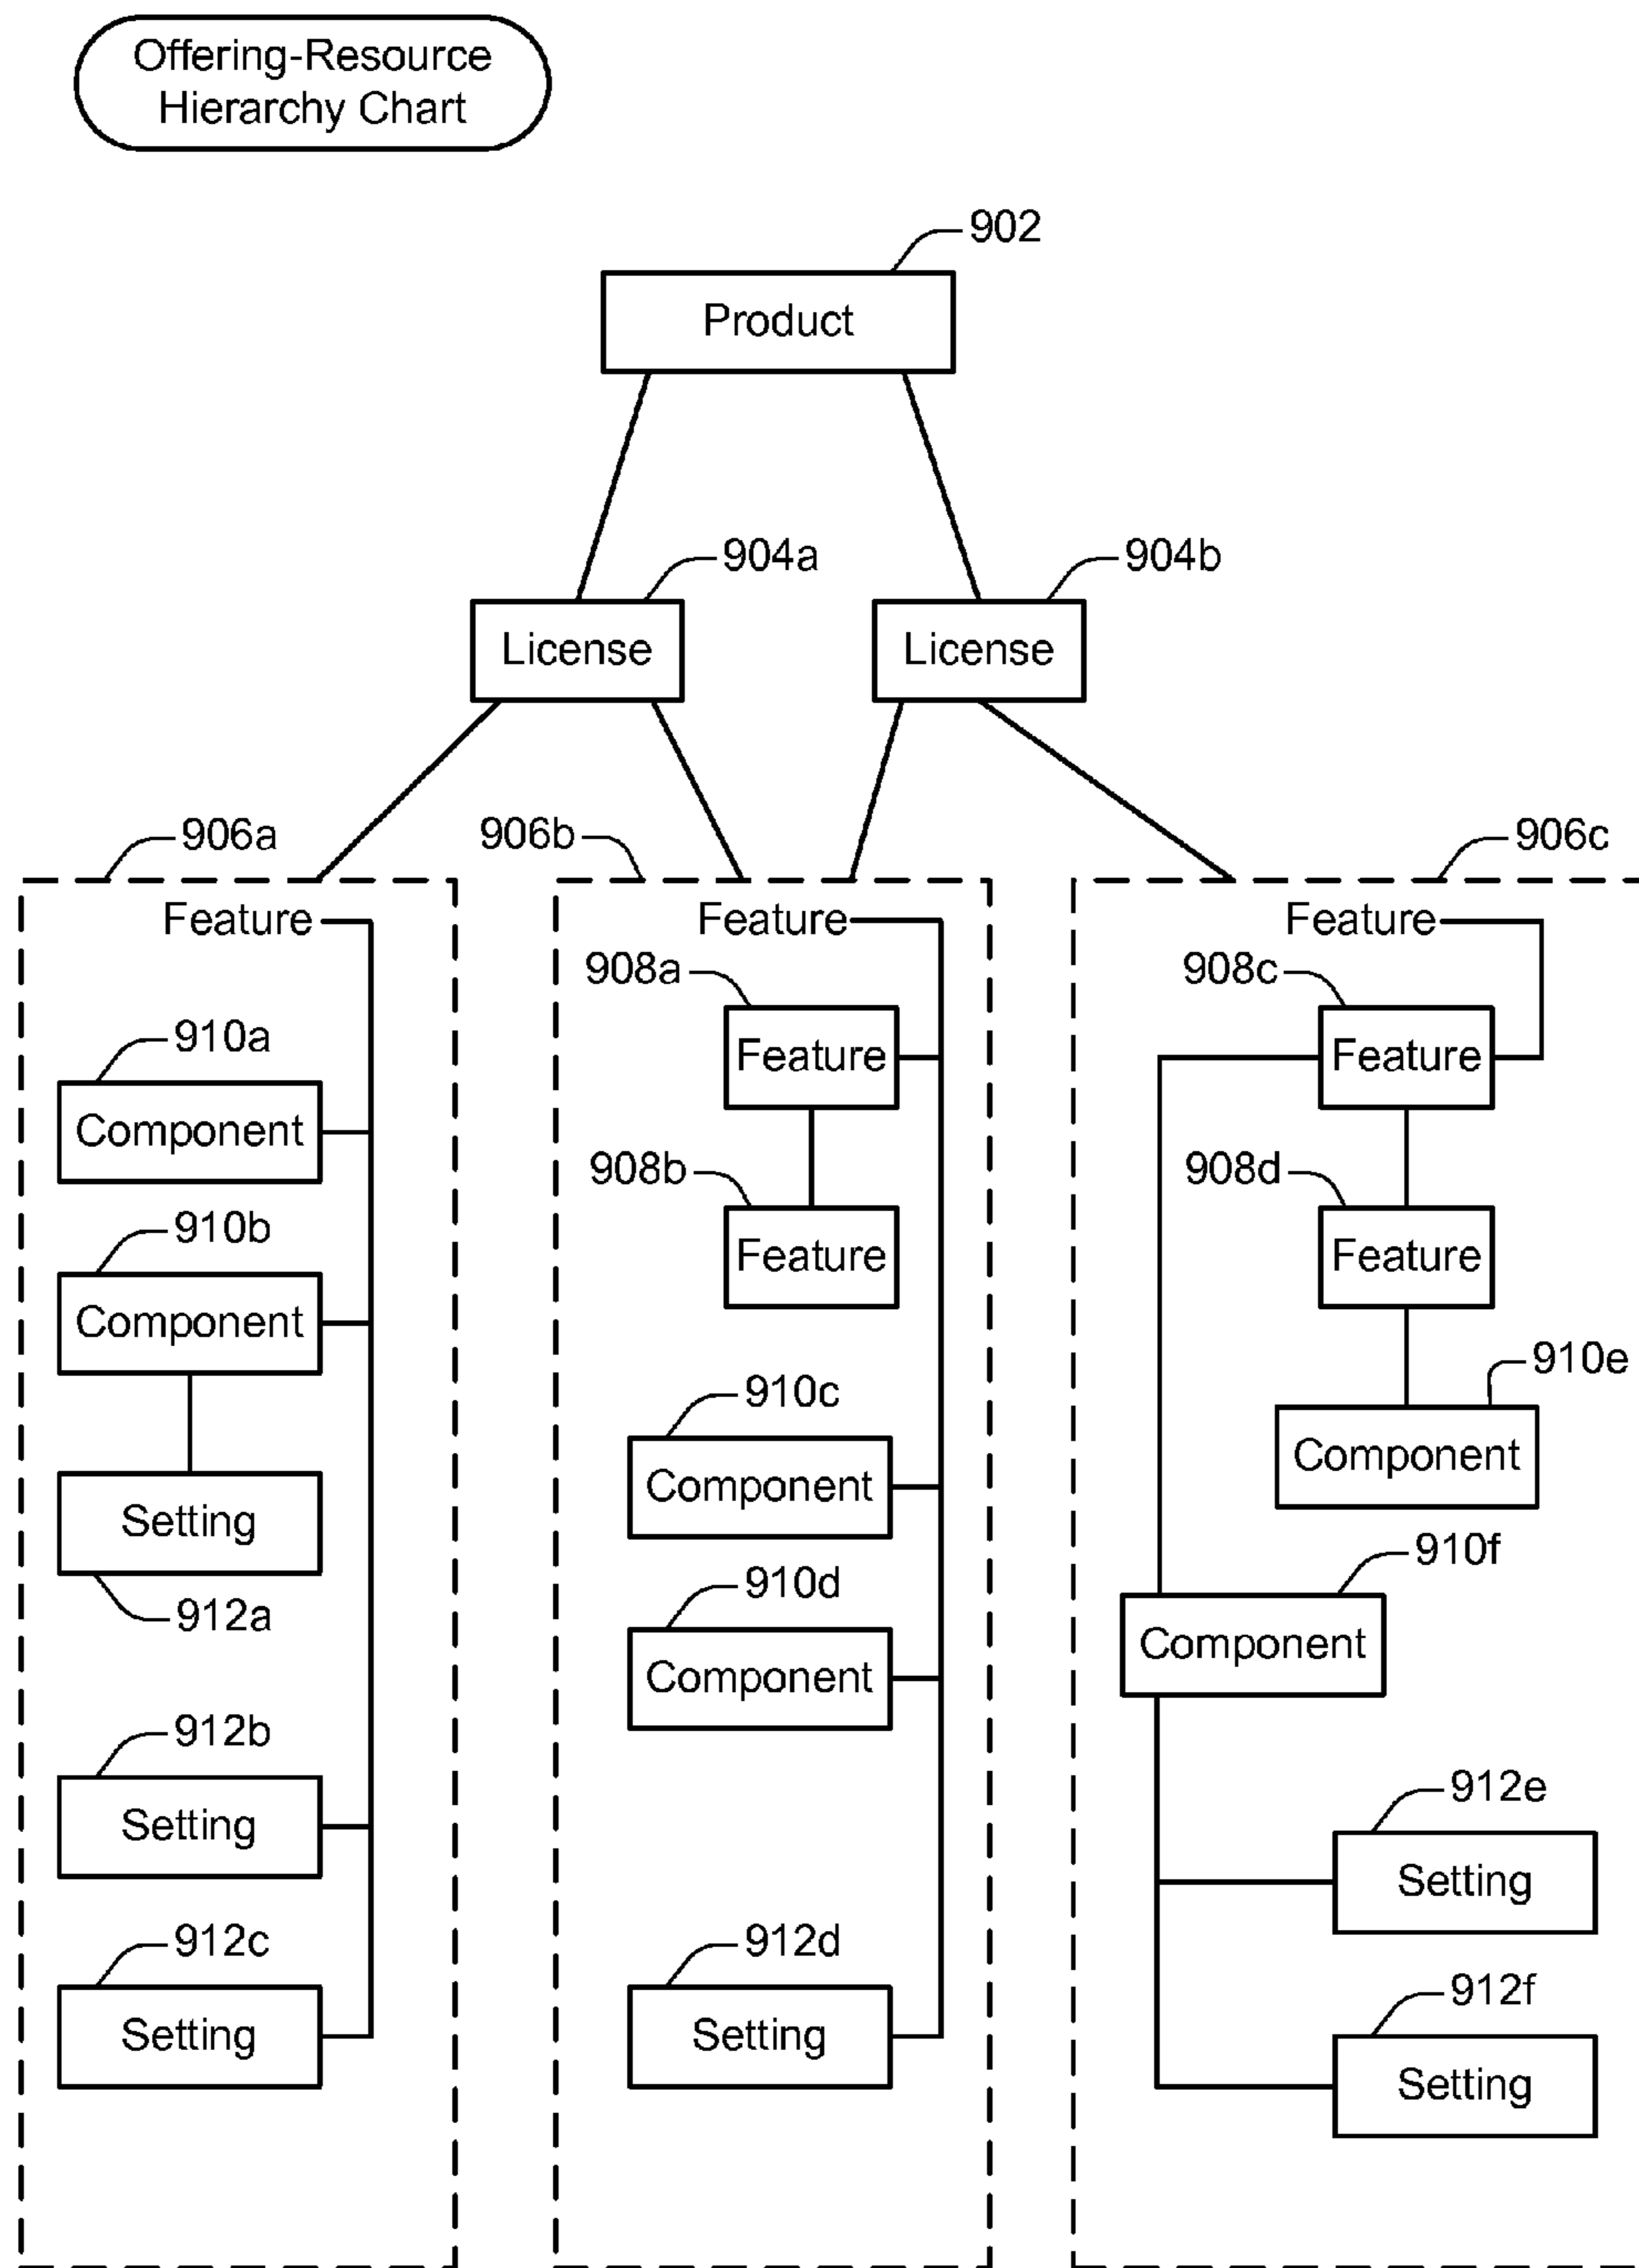 Offering-Resource
Hierarchy Chart
902
Product
904a
904b
License
License
906a
906b
906c
Feature
Feature
Feature
908a
908c
910a
Feature
Feature
Component
908b
908d
910b
Feature
Feature
Component
910e
910c
Component
Component
Setting
910f
912a
910d
Component
Component
912b
912e
Setting
Setting
912c
912d
912f
Setting
Setting
Setting